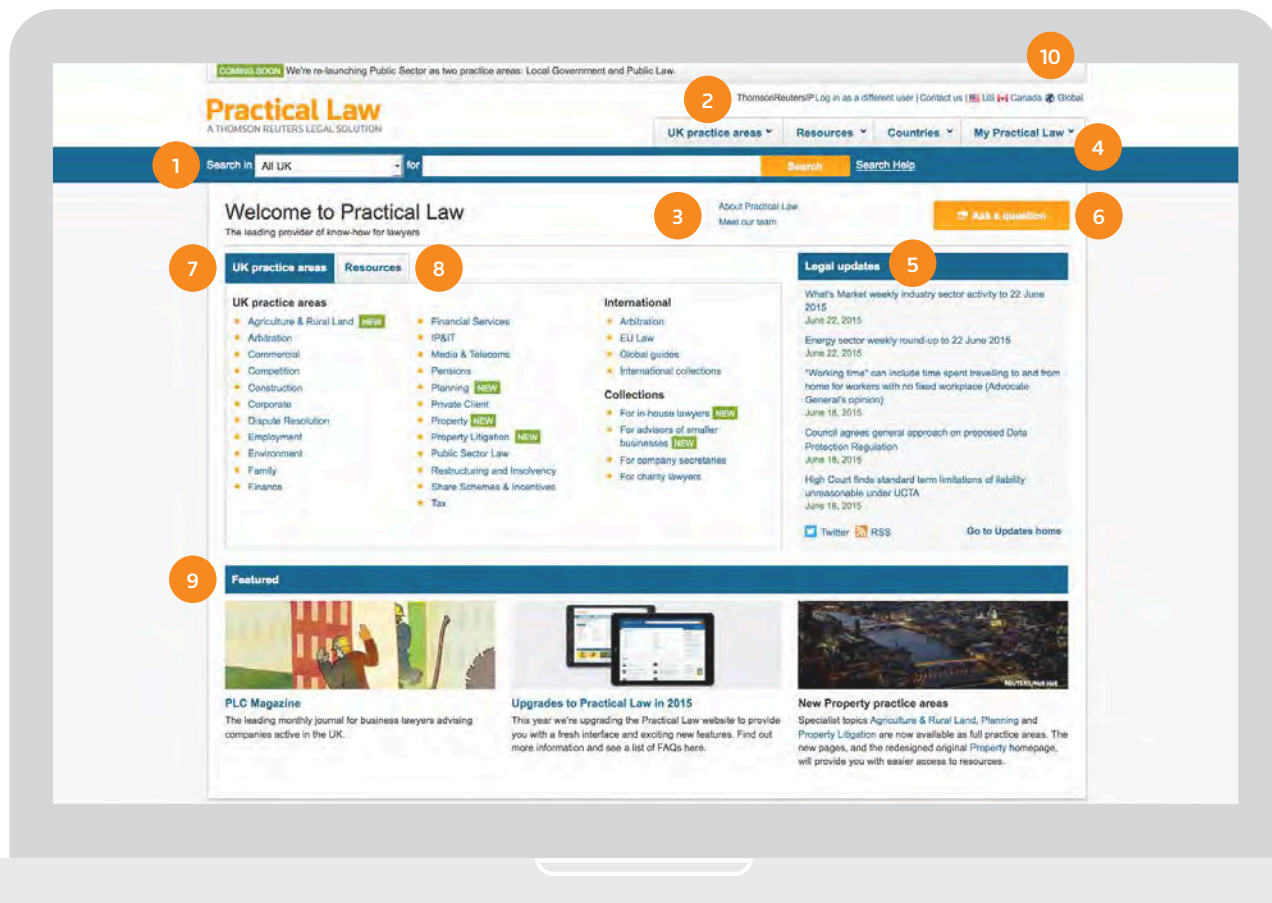 10
COMING SOON We're re-launching Public Sector as two practice areas: Local Government and Public Law.
Practical Law
A THOMSON REUTERS LEGAL SOLUTION
2
ThomsonReutersIP Log in as a different user | Contact us | US Canada Global
UK practice areas Resources Countries My Practical Law
4
1
Search in All UK for Search Search Help
Welcome to Practical Law
The leading provider of know-how for lawyers
3
About Practical Law
Meet our team
Ask a question
6
7
UK practice areas Resources
8
UK practice areas
Agriculture & Rural Land NEW
Arbitration
Commercial
Competition
Construction
Corporate
Dispute Resolution
Employment
Environment
Family
Finance
Financial Services
IP&IT
Media & Telecoms
Pensions
Planning NEW
Private Client
Property NEW
Property Litigation NEW
Public Sector Law
Restructuring and Insolvency
Share Schemes & Incentives
Tax
International
Arbitration
EU Law
Global guides
International collections
Collections
For in-house lawyers NEW
For advisors of smaller
businesses NEW
For company secretaries
For charity lawyers
Legal updates
5
What's Market weekly industry sector activity to 22 June
2015
June 22, 2015
Energy sector weekly round-up to 22 June 2015
June 22, 2015
"Working time" can include time spent travelling to and from
home for workers with no fixed workplace (Advocate
General's opinion)
June 18, 2015
Council agrees general approach on proposed Data
Protection Regulation
June 18, 2015
High Court finds standard term limitations of liability
unreasonable under UCTA
June 18, 2015
Twitter RSS Go to Updates home
9
Featured
PLC Magazine
The leading monthly journal for business lawyers advising
companies active in the UK.
Upgrades to Practical Law in 2015
This year we're upgrading the Practical Law website to provide
you with a fresh interface and exciting new features. Find out
more information and see a list of FAQs here.
New Property practice areas
Specialist topics Agriculture & Rural Land, Planning and
Property Litigation are now available as full practice areas. The
new pages, and the redesigned original Property homepage,
will provide you with easier access to resources.